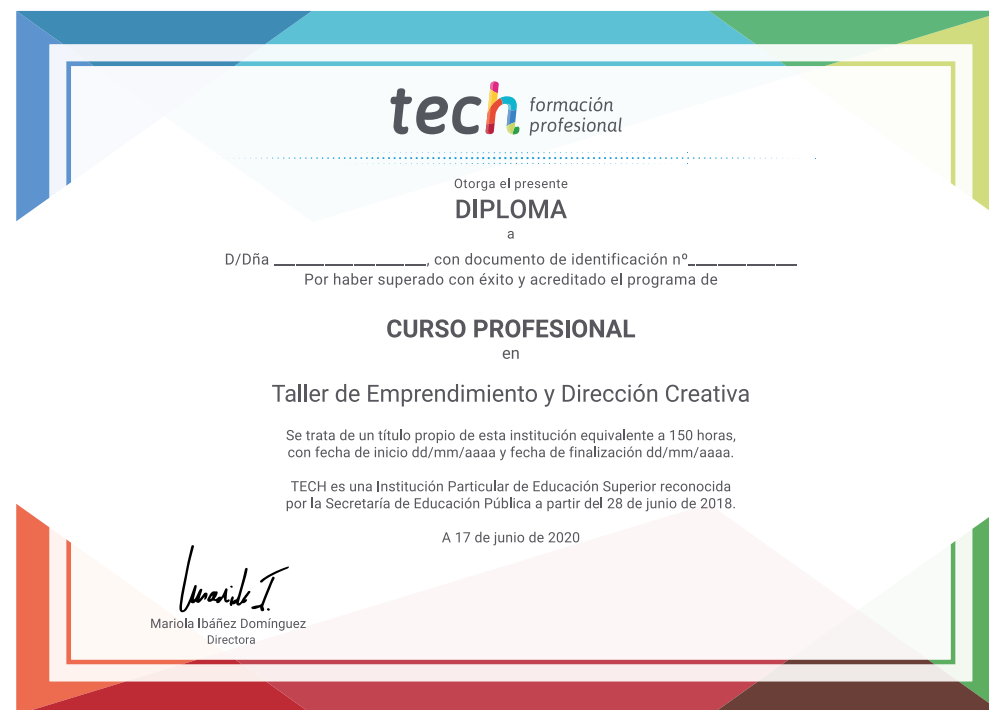 tech formación
profesional
Otorga el presente
DIPLOMA
a
D/Dña _________________, con documento de identificación nº____________
Por haber superado con éxito y acreditado el programa de
CURSO PROFESIONAL
en
Taller de Emprendimiento y Dirección Creativa
Se trata de un título propio de esta institución equivalente a 150 horas,
con fecha de inicio dd/mm/aaaa y fecha de finalización dd/mm/aaaa.
TECH es una Institución Particular de Educación Superior reconocida
por la Secretaría de Educación Pública a partir del 28 de junio de 2018.
A 17 de junio de 2020
Mariola Ibáñez Domínguez
Directora